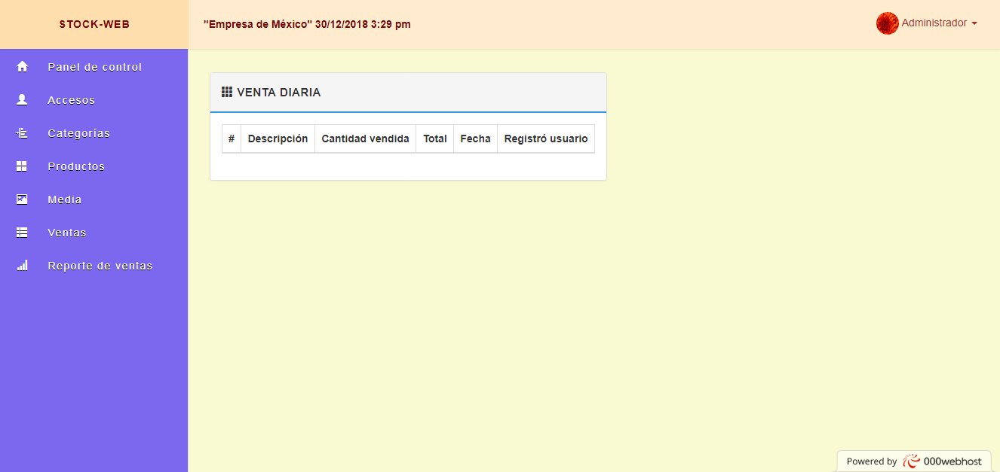 STOCK-WEB
"Empresa de México" 30/12/2018 3:29 pm
Administrador
Panel de control
Accesos
Categorías
Productos
Media
Ventas
Reporte de ventas
VENTA DIARIA
# Descripción Cantidad vendida Total Fecha Registró usuario
Powered by 000webhost